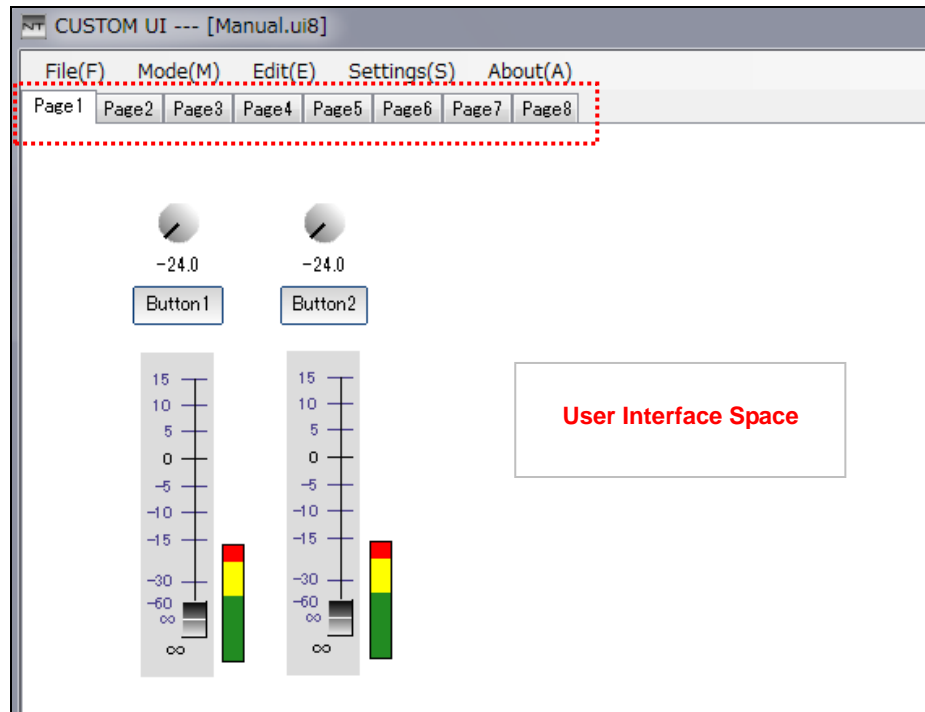 NT CUSTOM UI --- [Manual.ui8]
File(F) Mode(M) Edit(E) Settings(S) About(A)
Page1 Page2 Page3 Page4 Page5 Page6 Page7 Page8
-24.0 -24.0
Button1 Button2
15 15
10 10
5 5
0 0
-5 -5
-10 -10
-15 -15
-30 -30
-60 -60
∞ ∞
∞ ∞
User Interface Space